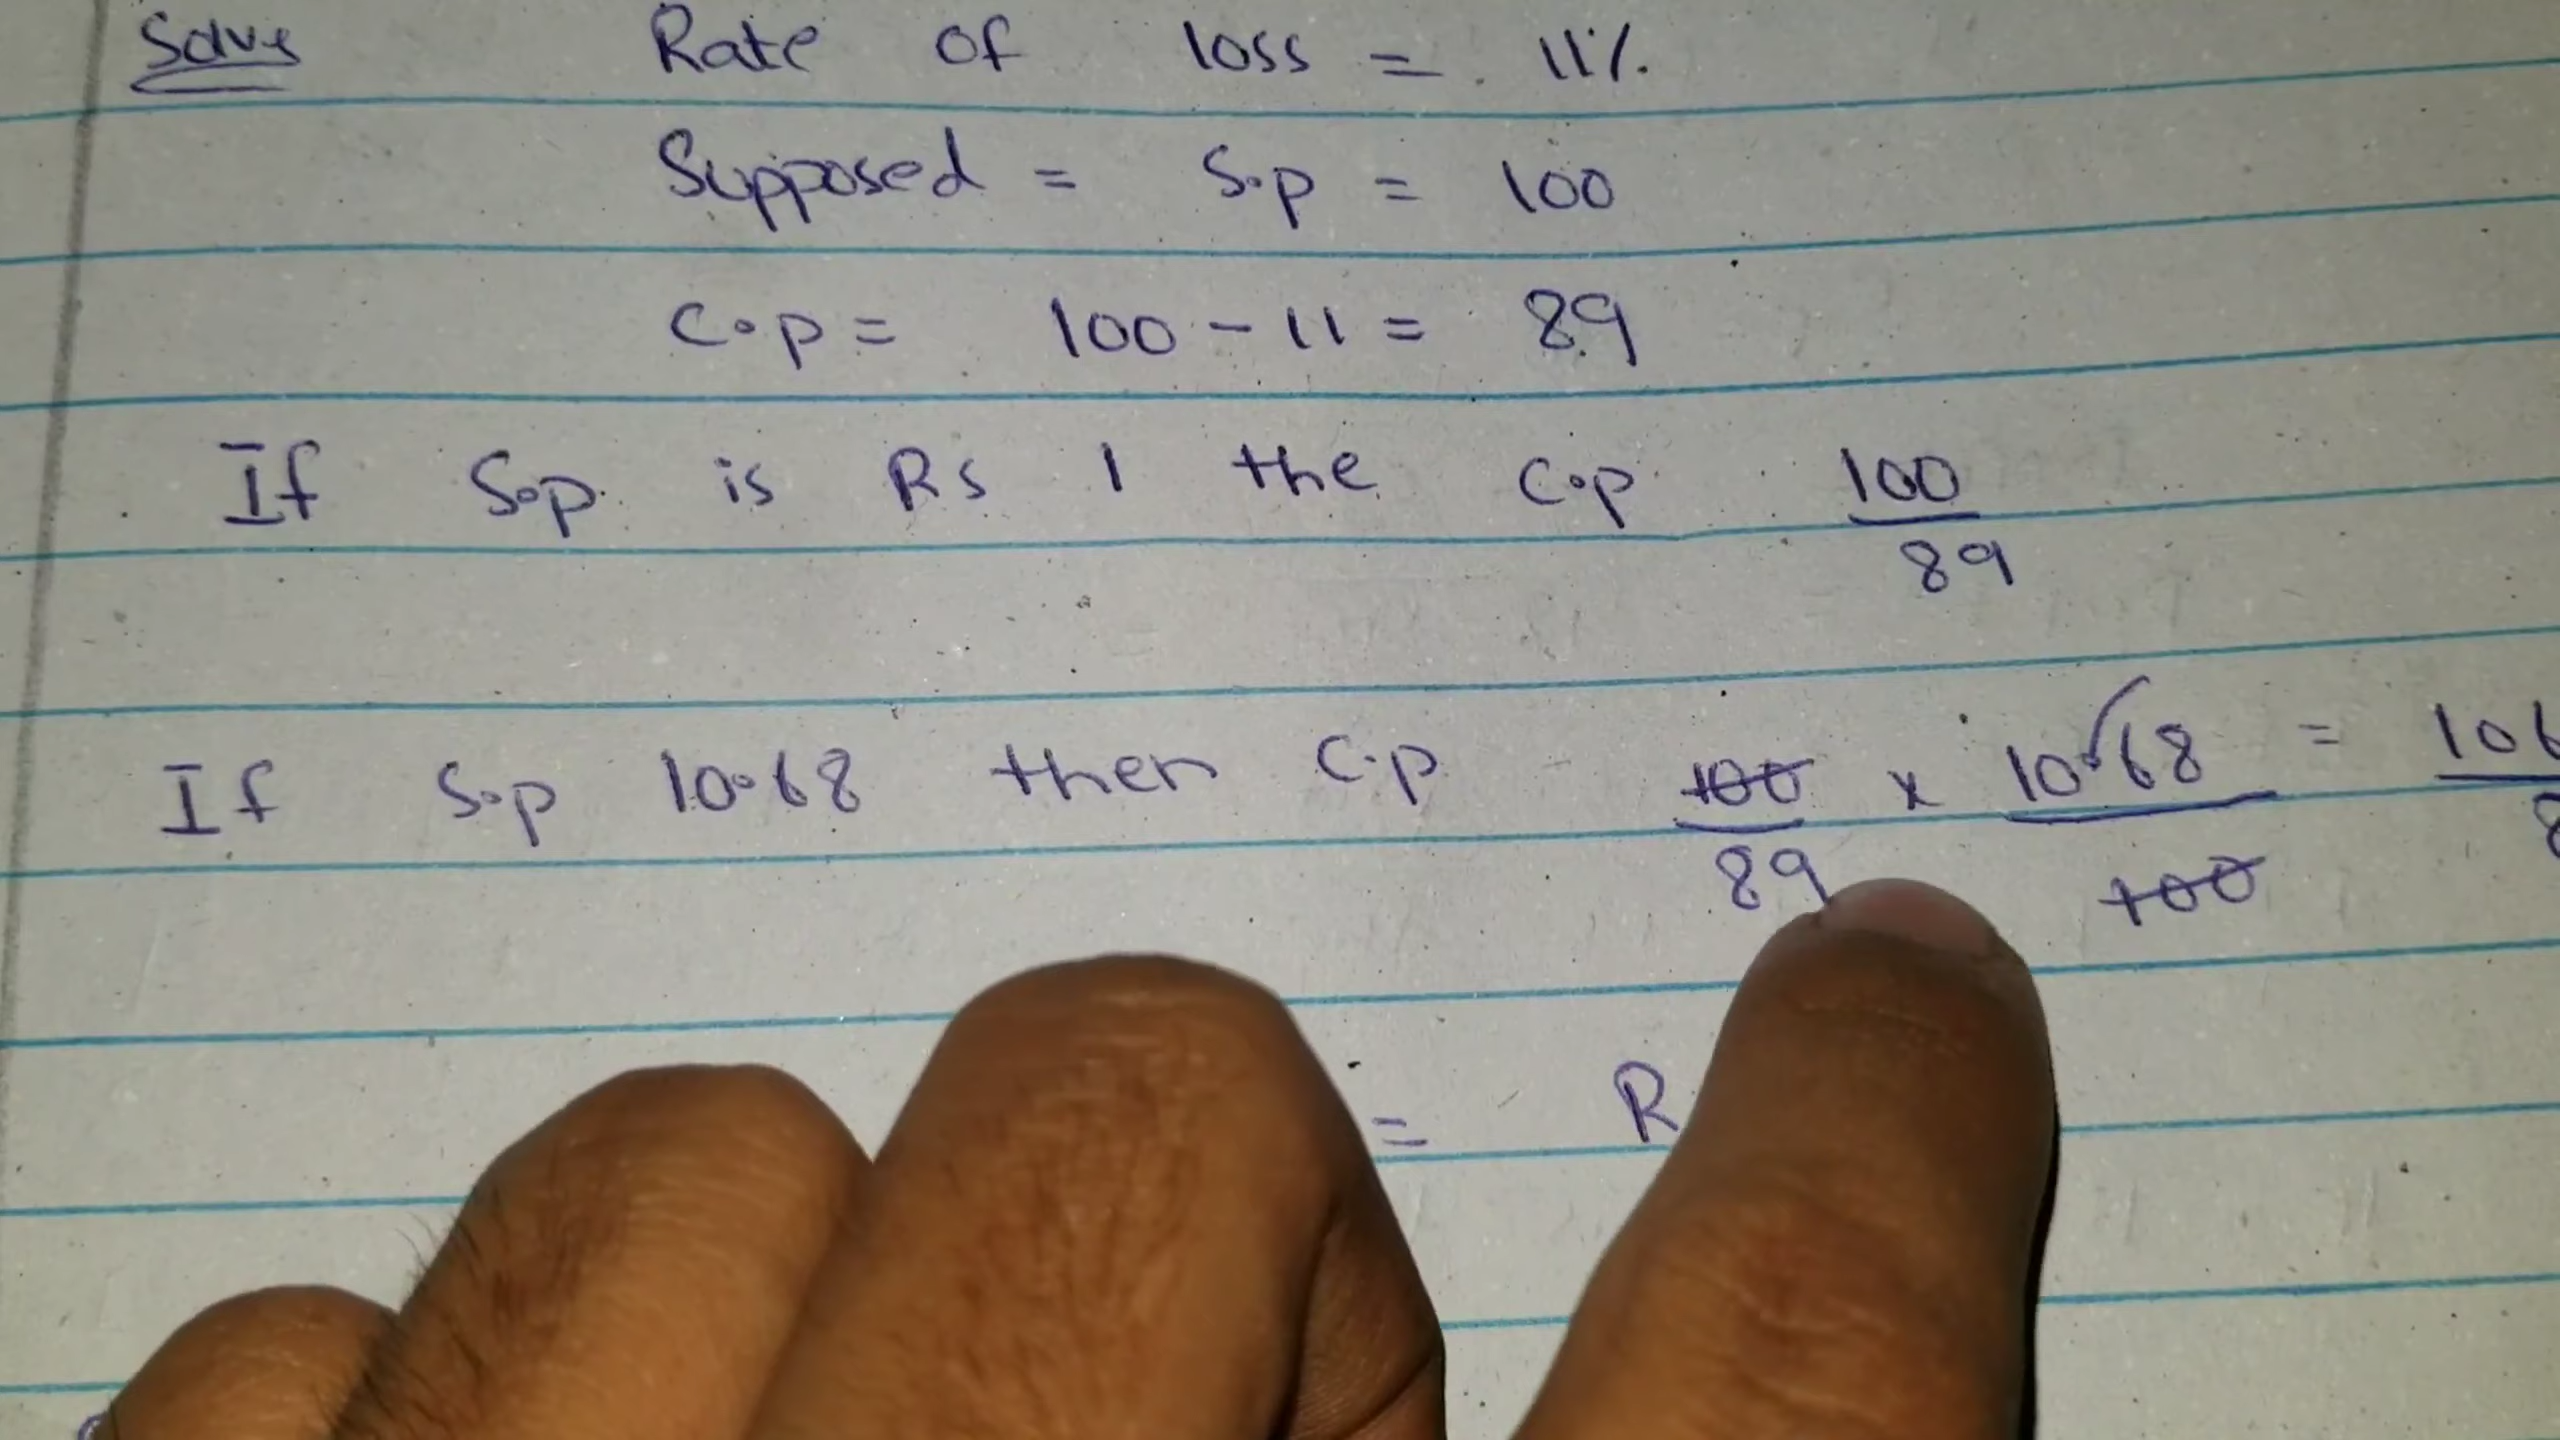 Solve Rate of loss = 11%
Supposed = S.p = 100
C.p = 100 - 11 = 89
If S.p. is Rs 1 the C.p 100/89
If S.p 10.68 then C.p 100/89 x 10.68/100 = 106
= R